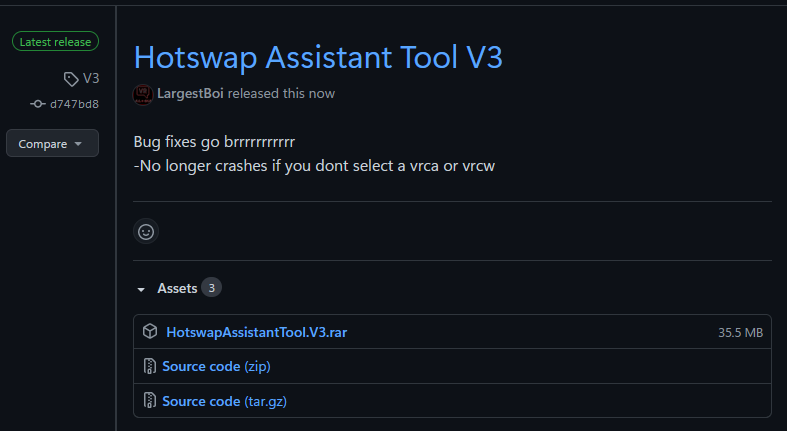 Latest release
V3
d747bd8
Compare
Hotswap Assistant Tool V3
LargestBoi released this now
Bug fixes go brrrrrrrrrrr
-No longer crashes if you dont select a vrca or vrcw
Assets 3
HotswapAssistantTool.V3.rar 35.5 MB
Source code (zip)
Source code (tar.gz)